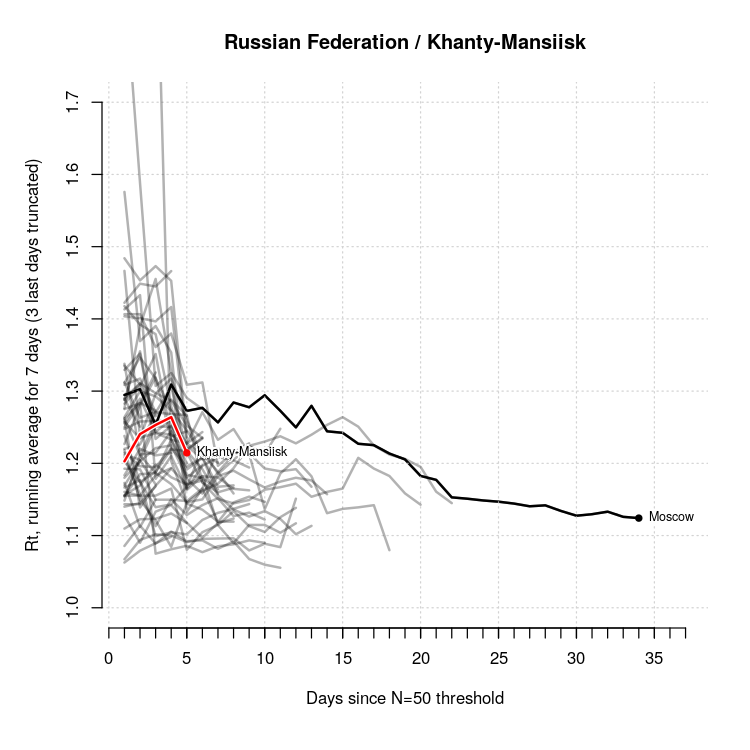 Russian Federation / Khanty-Mansiisk
Rt, running average for 7 days (3 last days truncated)
1.7
1.6
1.5
1.4
1.3
1.2
1.1
1.0
Khanty-Mansiisk
Moscow
0 5 10 15 20 25 30 35
Days since N=50 threshold